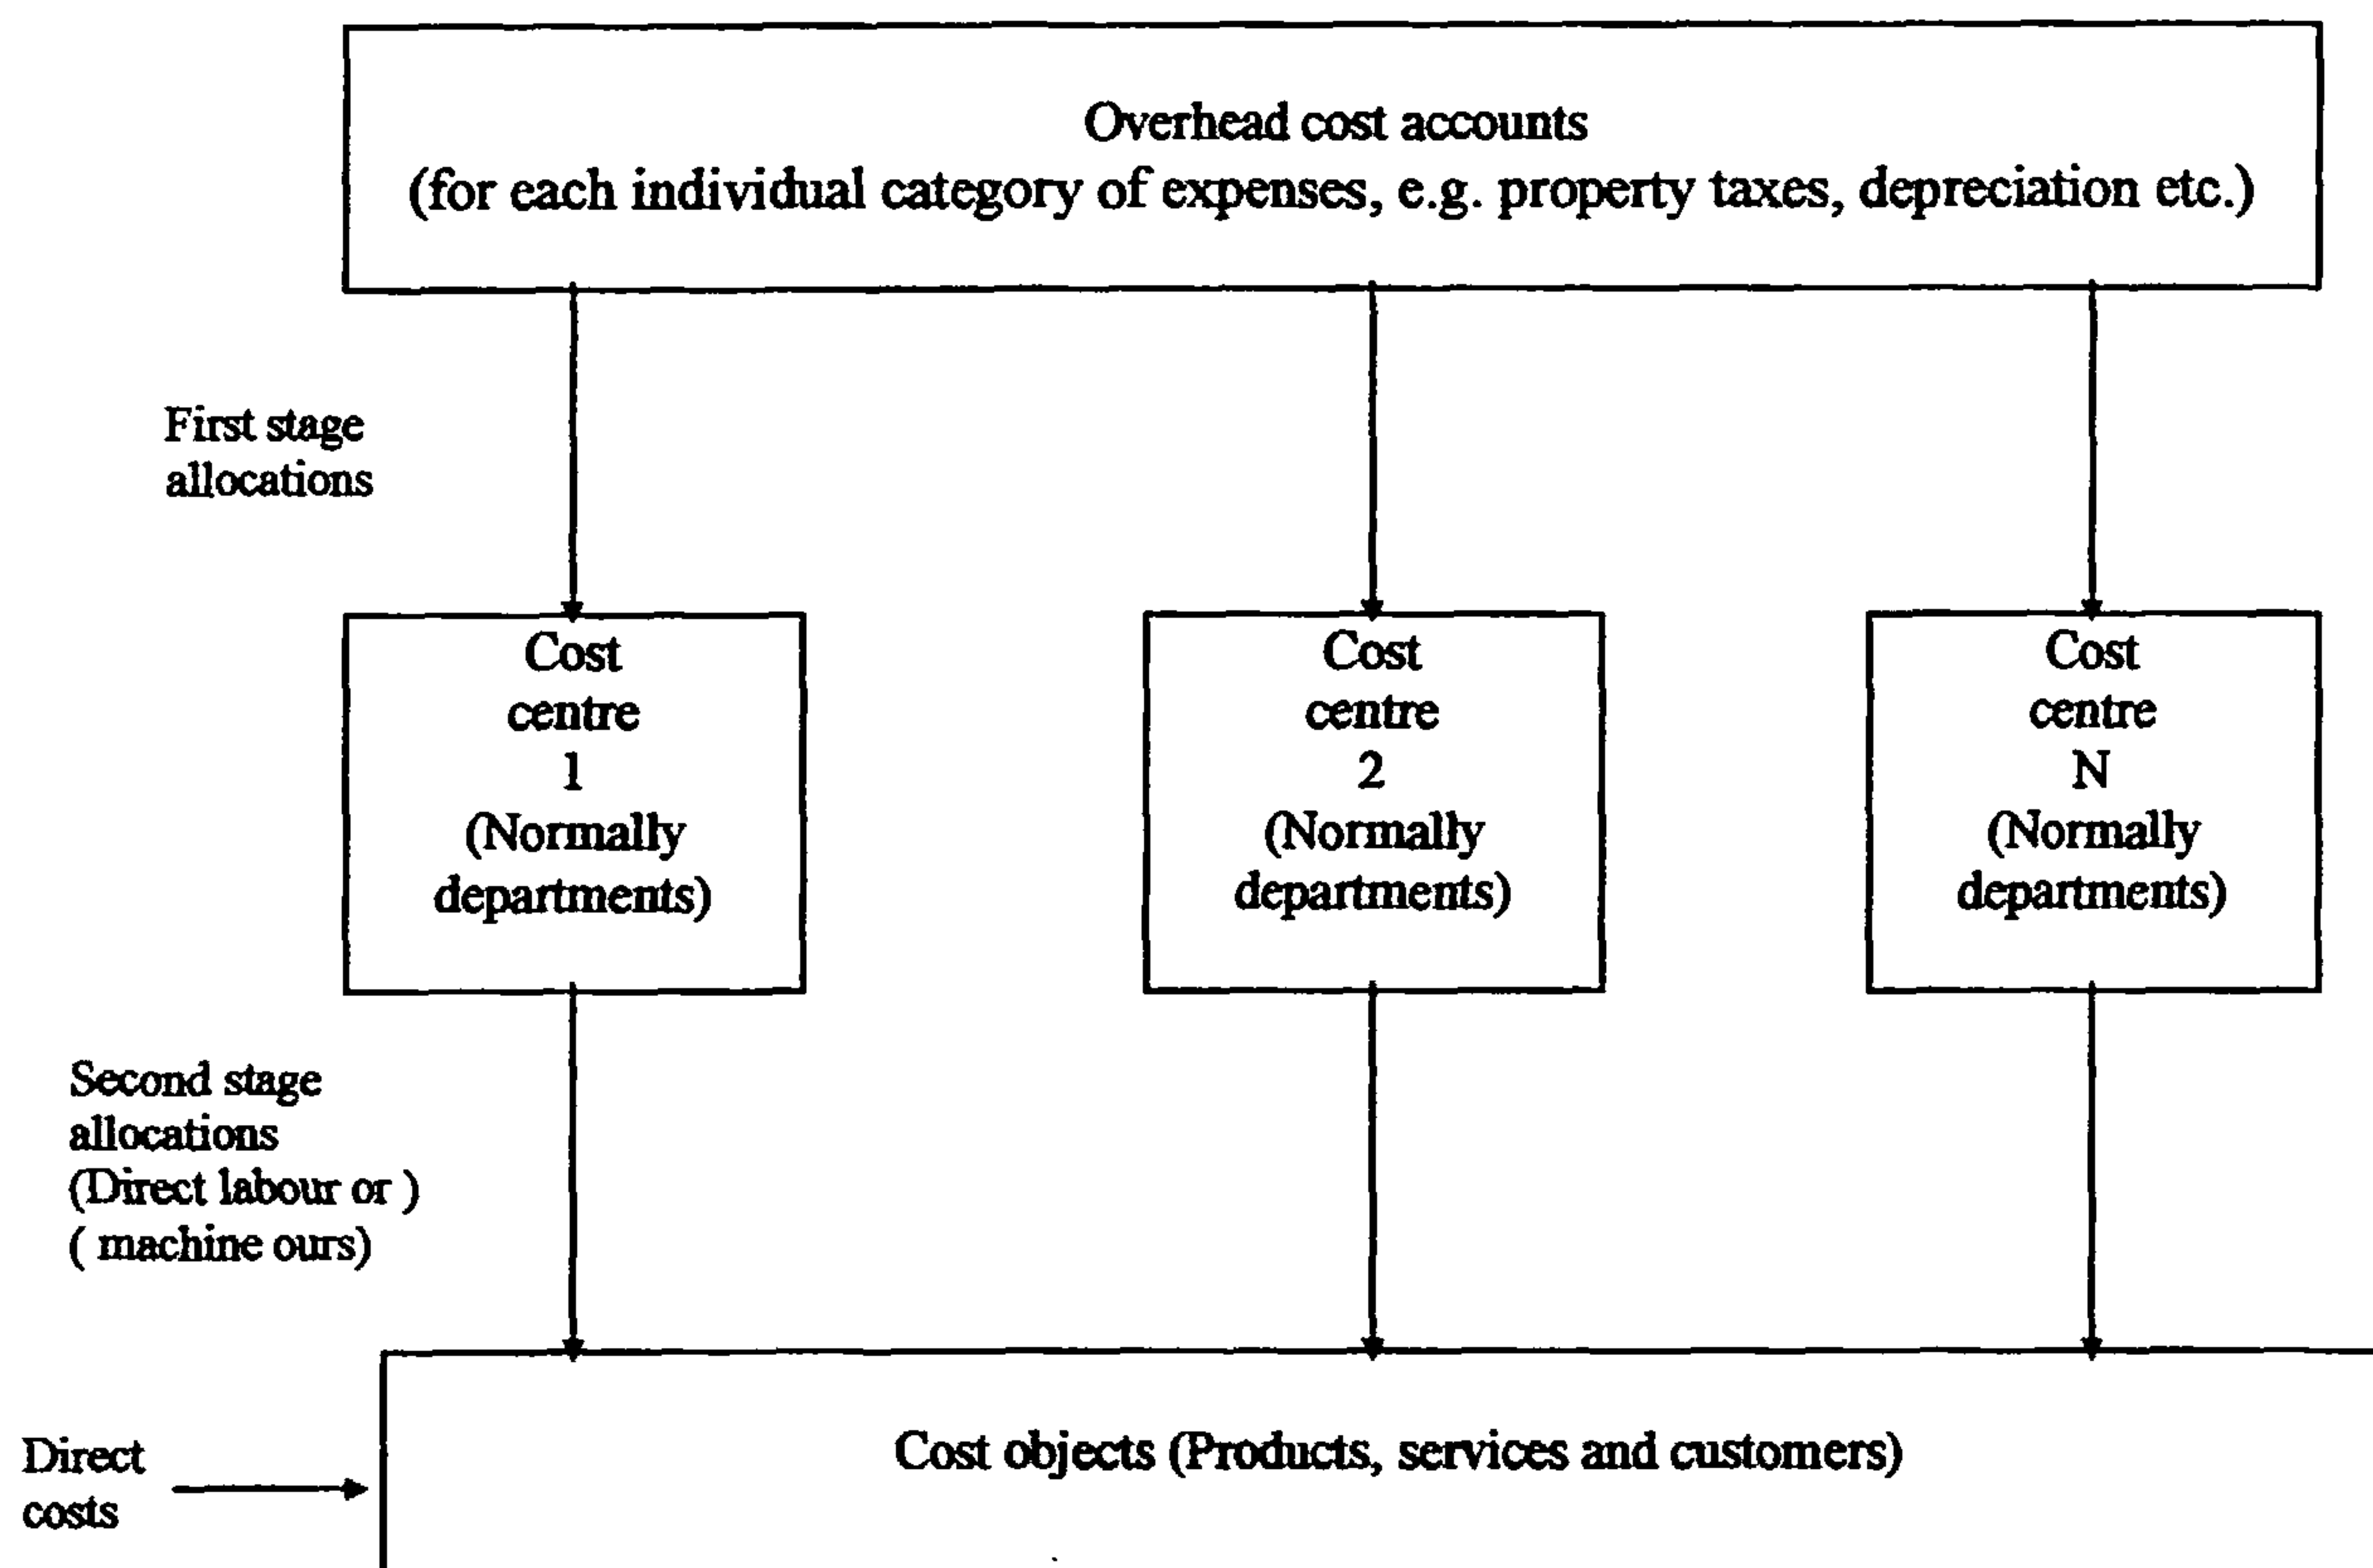 Overhead cost accounts
(for each individual category of expenses, e.g. property taxes, depreciation etc.)
First stage
allocations
Cost
centre
1
(Normally
departments)
Cost
centre
2
(Normally
departments)
Cost
centre
N
(Normally
departments)
Second stage
allocations
(Direct labour or )
( machine ours)
Direct
costs
Cost objects (Products, services and customers)